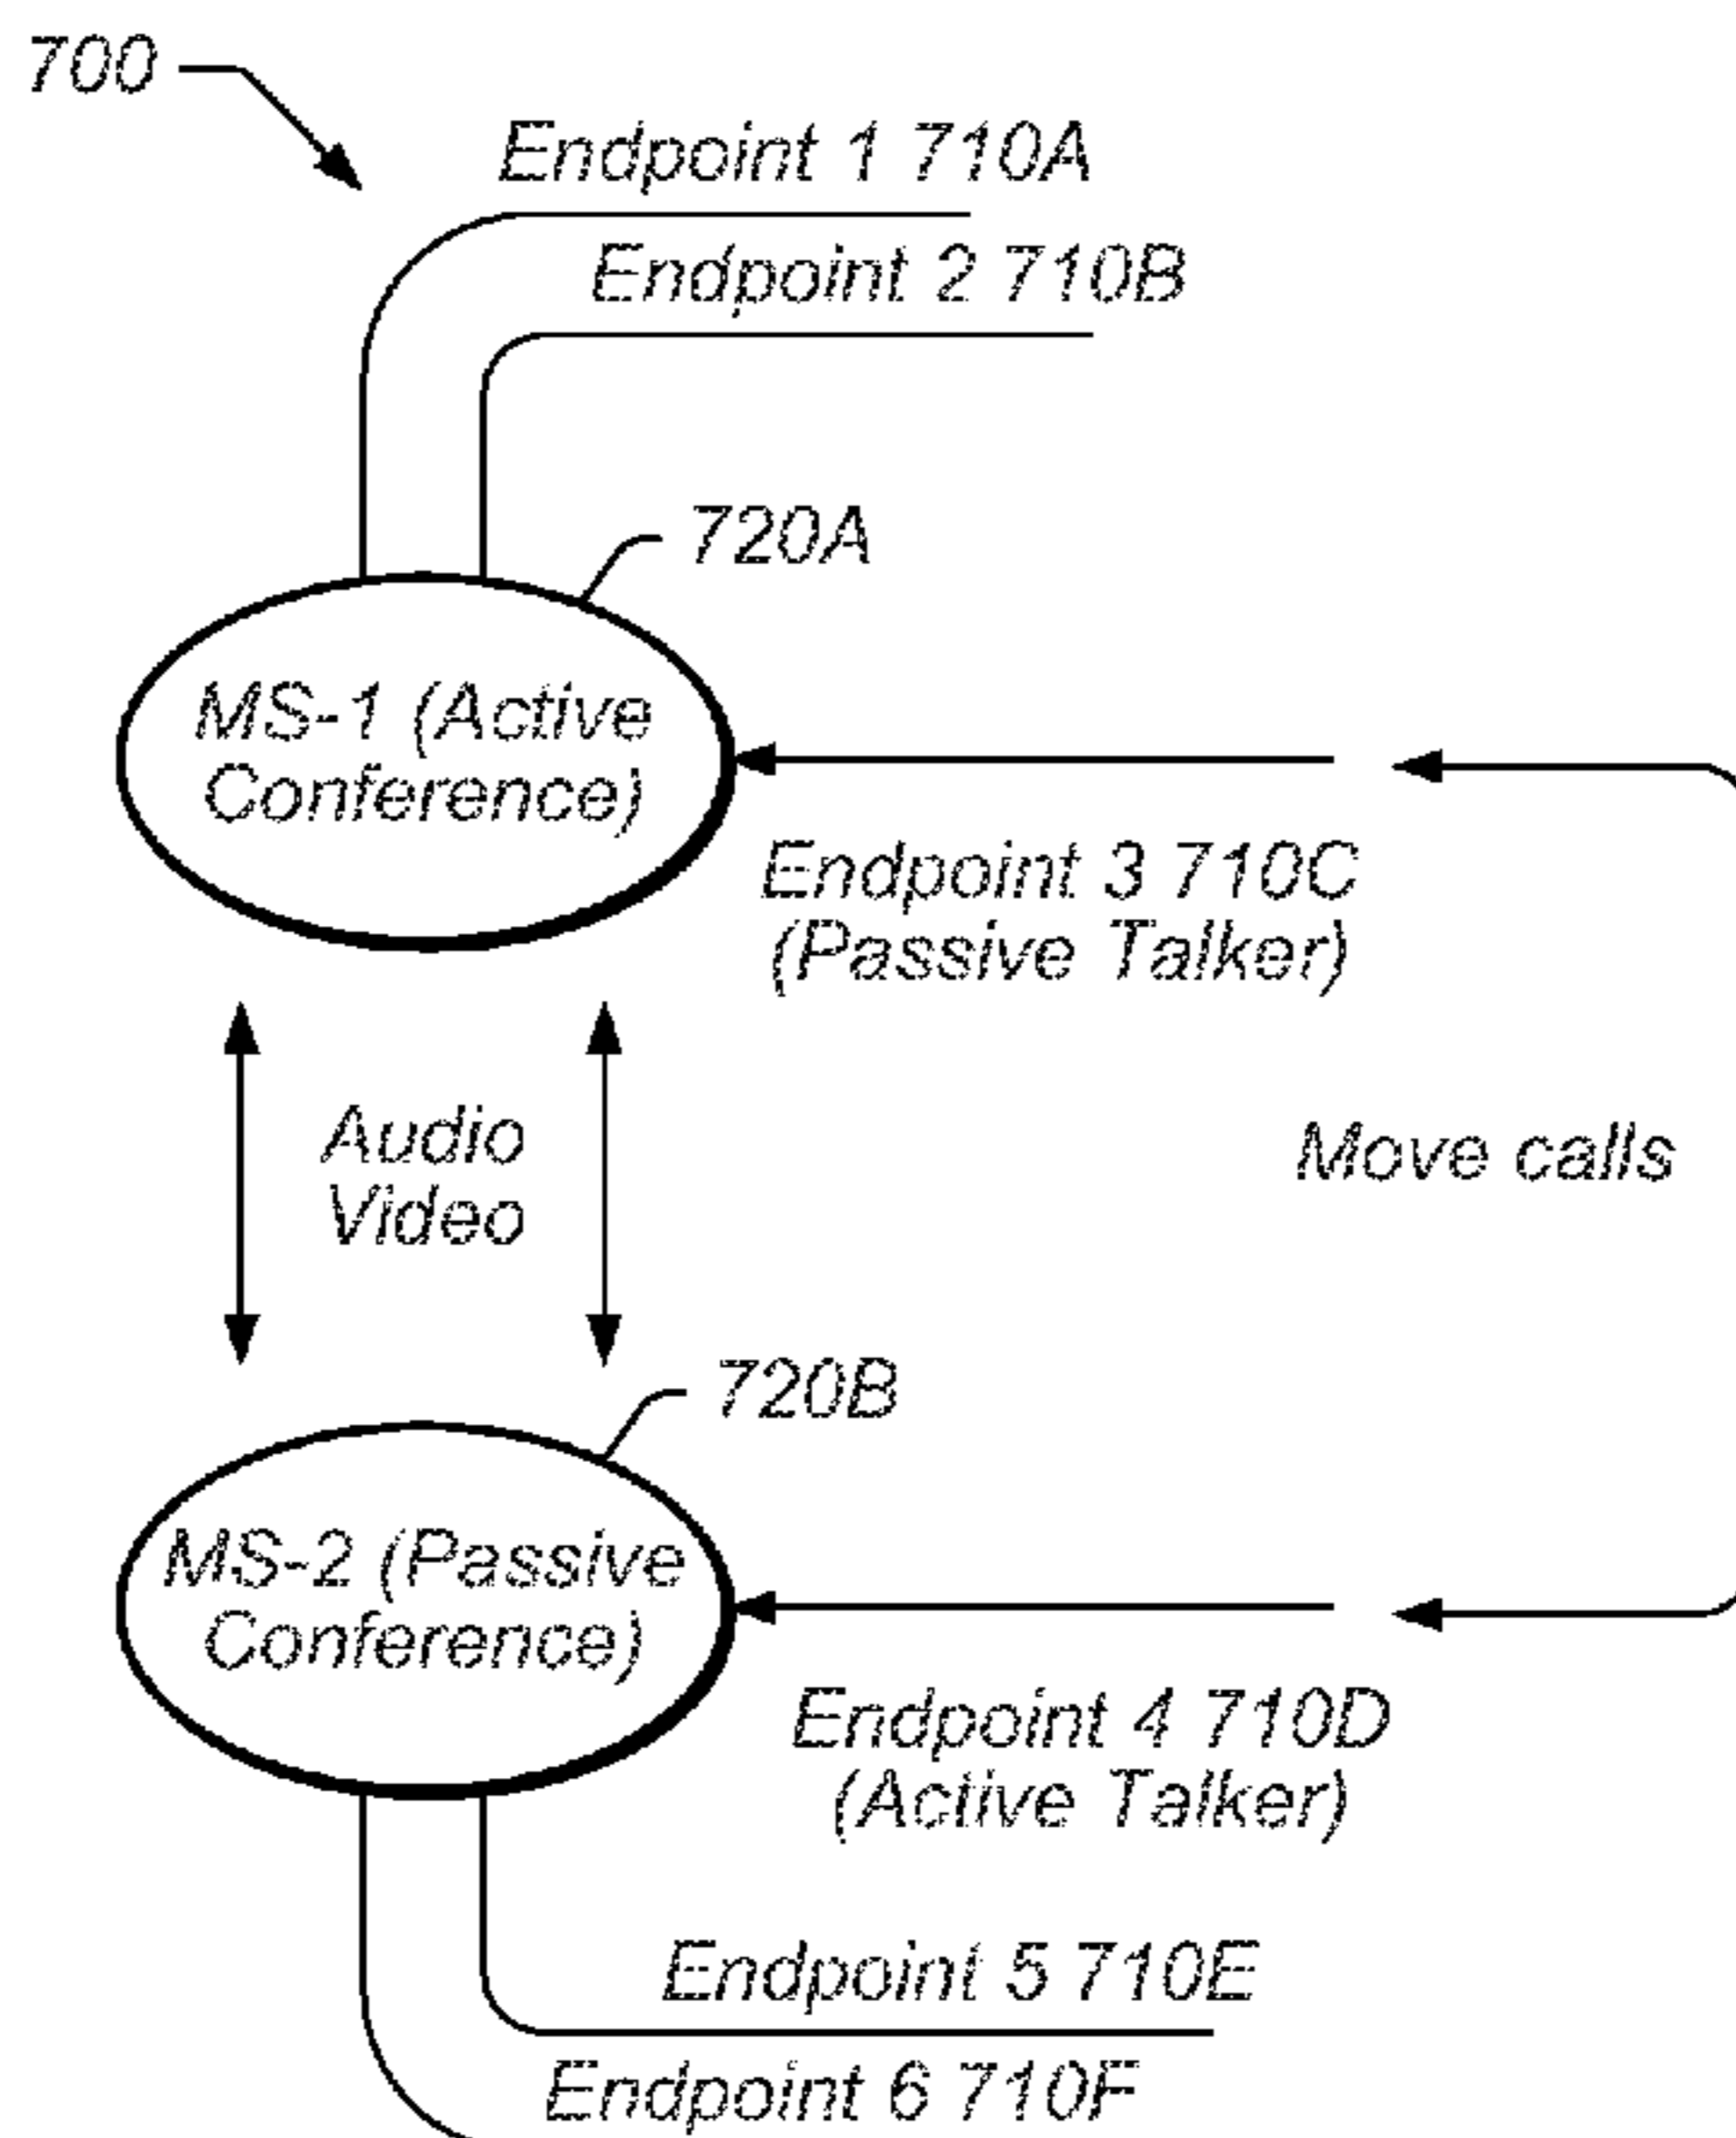 700
Endpoint 1 710A
Endpoint 2 710B
720A
MS-1 (Active
Conference)
Endpoint 3 710C
(Passive Talker)
Audio
Video
Move calls
720B
MS-2 (Passive
Conference)
Endpoint 4 710D
(Active Talker)
Endpoint 5 710E
Endpoint 6 710F